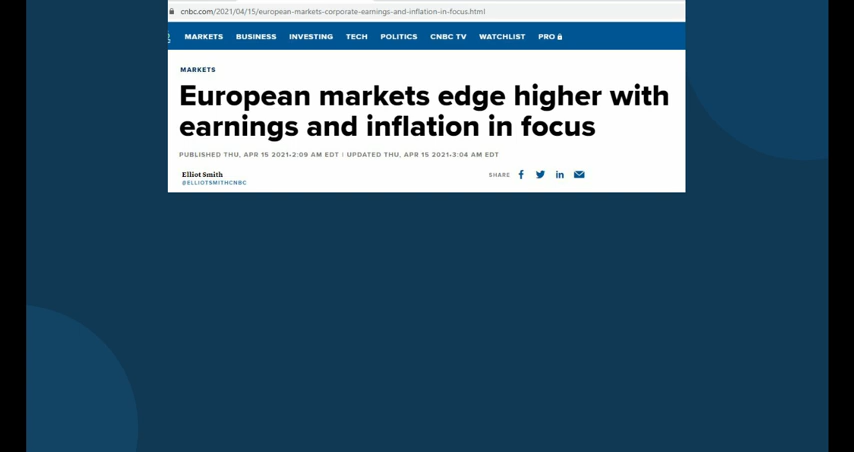 cnbc.com/2021/04/15/european-markets-corporate-earnings-and-inflation-in-focus.html
MARKETS BUSINESS INVESTING TECH POLITICS CNBC TV WATCHLIST PRO
MARKETS
European markets edge higher with
earnings and inflation in focus
PUBLISHED THU, APR 15 2021•2:09 AM EDT | UPDATED THU, APR 15 2021•3:04 AM EDT
Elliot Smith
@ELLIOTSMITHCNBC
SHARE